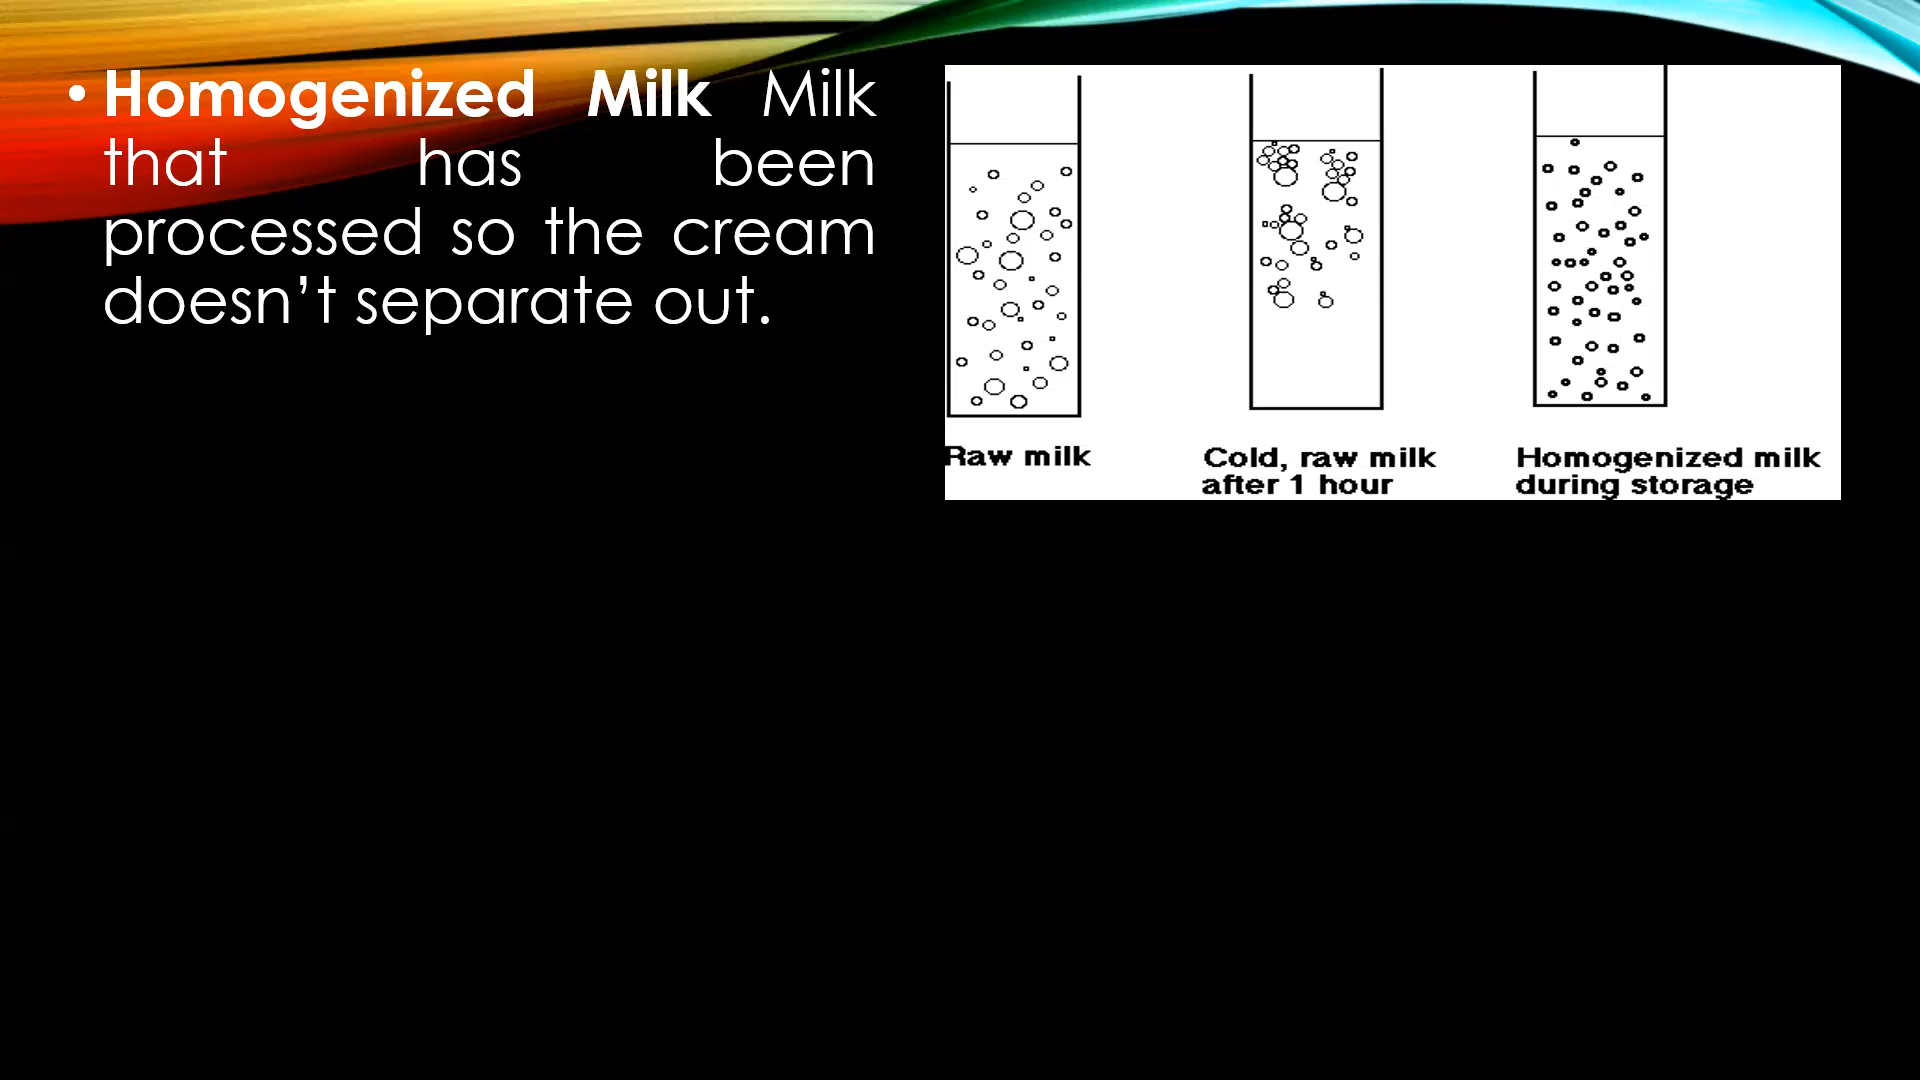 • Homogenized Milk Milk
that has been
processed so the cream
doesn’t separate out.
Raw milk
Cold, raw milk
after 1 hour
Homogenized milk
during storage